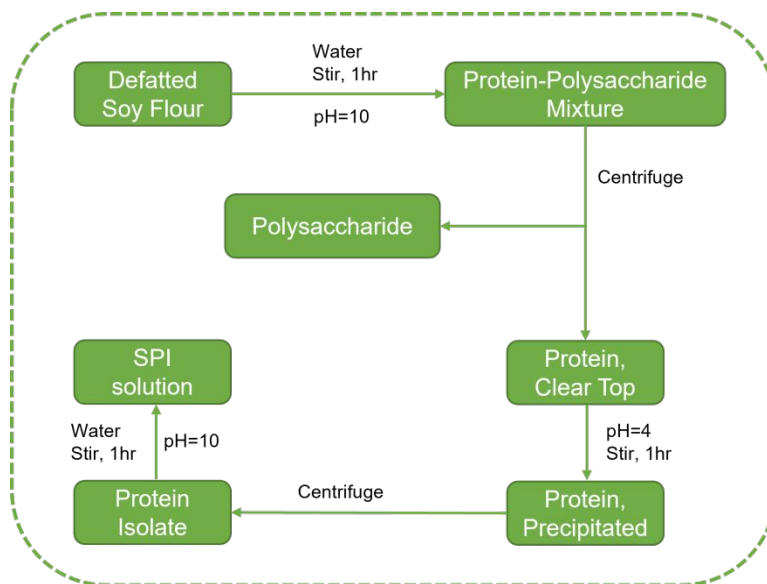 Defatted
Soy Flour
Water
Stir, 1hr
pH=10
Protein-Polysaccharide
Mixture
Centrifuge
Polysaccharide
Protein,
Clear Top
pH=4
Stir, 1hr
Protein,
Precipitated
Centrifuge
Protein
Isolate
Water
Stir, 1hr
pH=10
SPI
solution